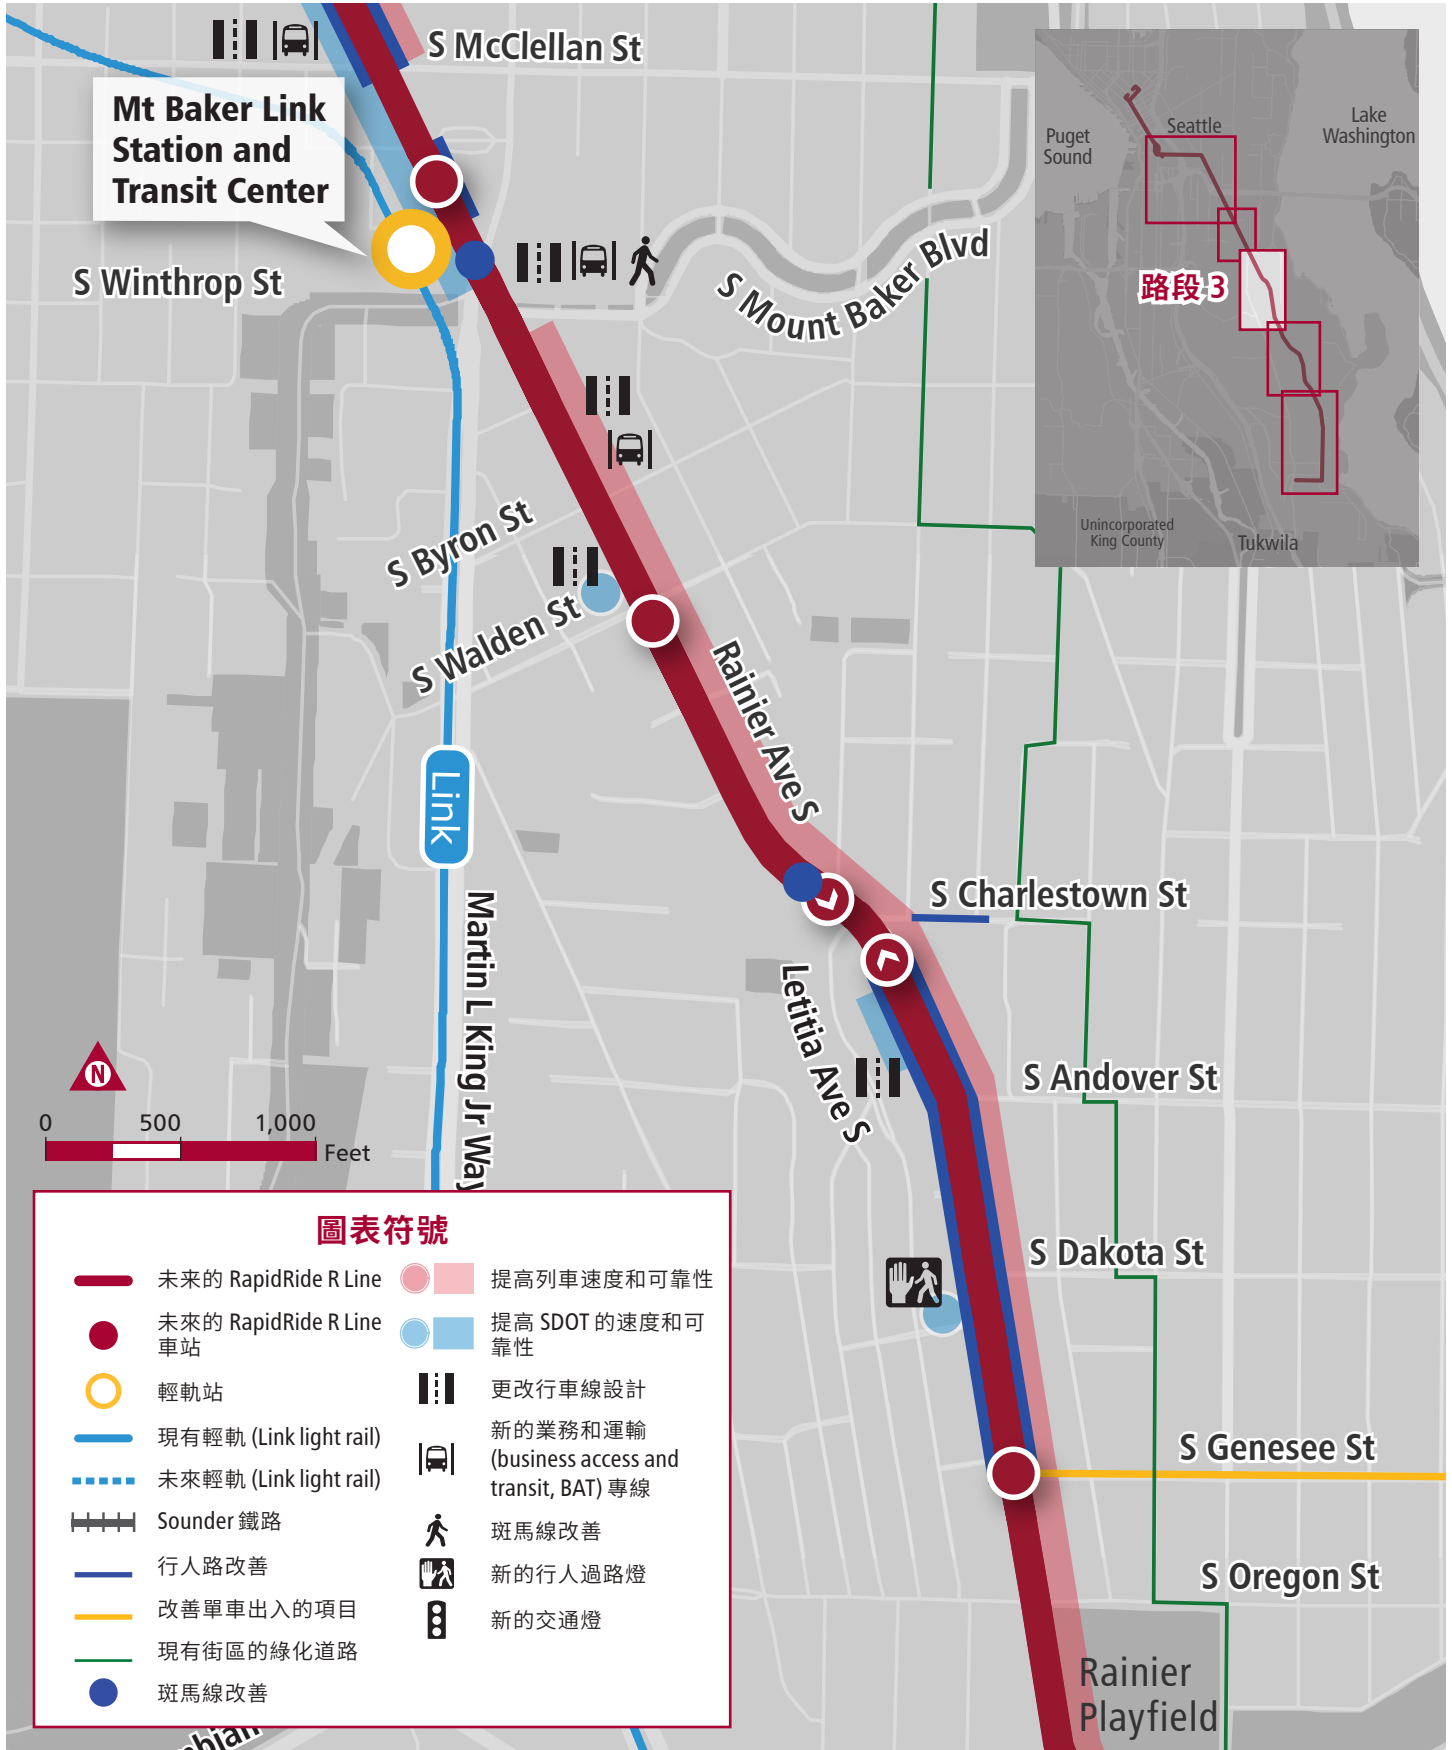 S McClellan St
Mt Baker Link
Station and
Transit Center
S Winthrop St
S Mount Baker Blvd
Puget
Sound
Seattle
Lake
Washington
路段 3
Unincorporated
King County
Tukwila
S Byron St
S Walden St
Rainier Ave S
Link
Martin L King Jr Way
S Charlestown St
Letitia Ave S
S Andover St
N
0 500 1,000
Feet
S Dakota St
S Genesee St
S Oregon St
Rainier
Playfield
圖表符號
未来的 RapidRide R Line
未來的 RapidRide R Line
車站
輕軌站
現有輕軌 (Link light rail)
未來輕軌 (Link light rail)
Sounder 鐵路
行人路改善
改善單車出入的項目
現有街區的綠化道路
斑馬線改善
提高列車速度和可靠性
提高 SDOT 的速度和可
靠性
更改行車線設計
新的業務和運輸
(business access and
transit, BAT) 專線
斑馬線改善
新的行人過路燈
新的交通燈